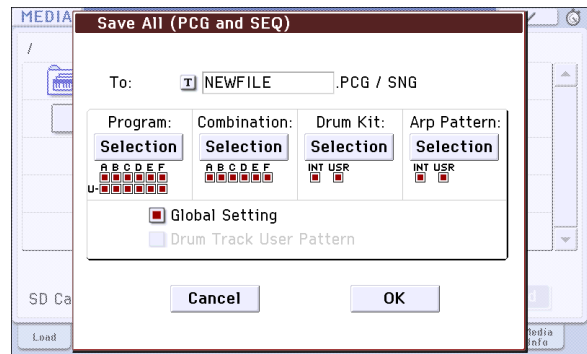 MEDIA
Save All (PCG and SEQ)
/
To: T NEWFILE .PCG / SNG
Program: Combination: Drum Kit: Arp Pattern:
Selection Selection Selection Selection
A B C D E F A B C D E F INT USR INT USR
U-
Global Setting
Drum Track User Pattern
SD Ca
Cancel OK
d
Load
Media
Info